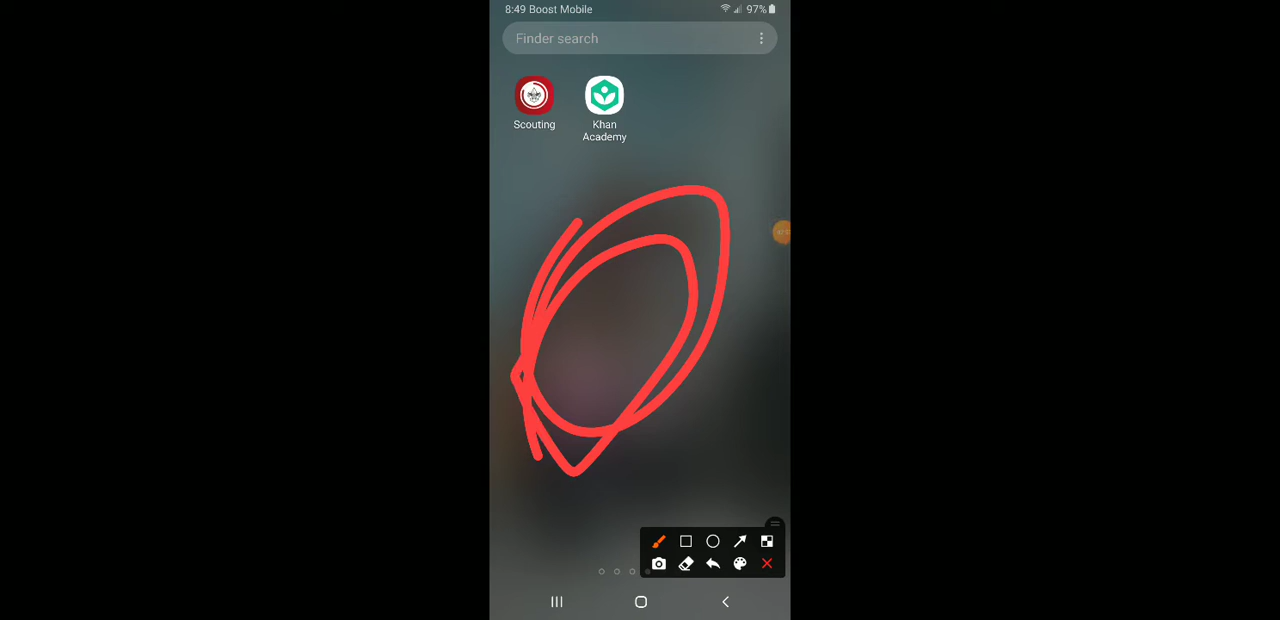 8:49 Boost Mobile 97%
Finder search
Scouting
Khan
Academy